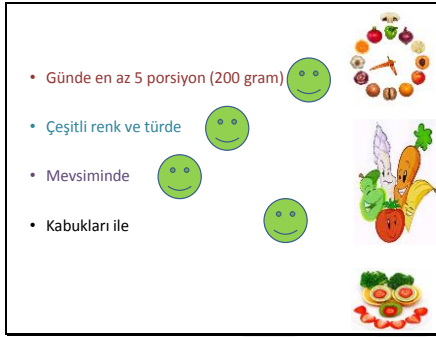 • Günde en az 5 porsiyon (200 gram)
• Çeşitli renk ve türde
• Mevsiminde
• Kabukları ile